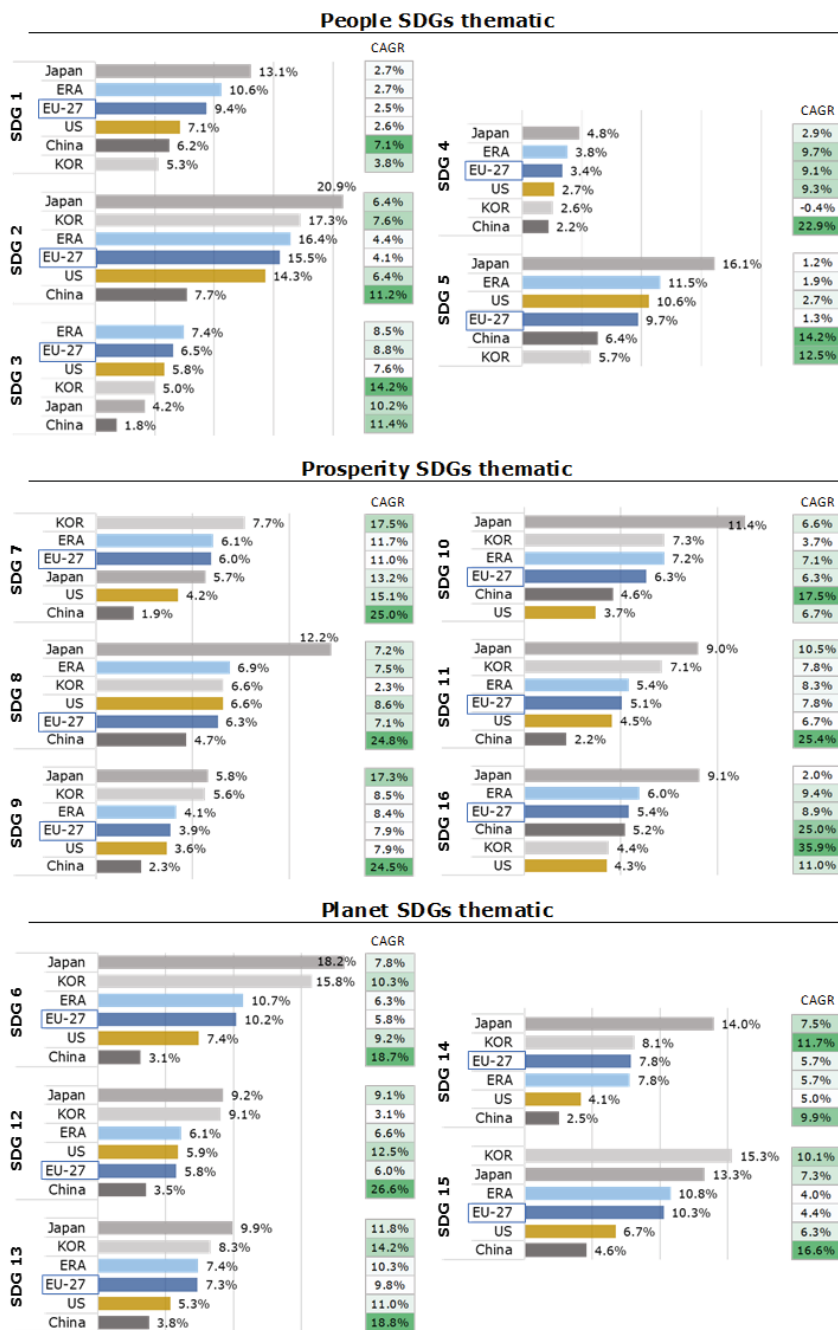 People SDGs thematic
CAGR
SDG 1
Japan 13.1% 2.7%
ERA 10.6% 2.7%
EU-27 9.4% 2.5%
US 7.1% 2.6%
China 6.2% 7.1%
KOR 5.3% 3.8%
SDG 2
Japan 20.9% 6.4%
KOR 17.3% 7.6%
ERA 16.4% 4.4%
EU-27 15.5% 4.1%
US 14.3% 6.4%
China 7.7% 11.2%
SDG 3
ERA 7.4% 8.5%
EU-27 6.5% 8.8%
US 5.8% 7.6%
KOR 5.0% 14.2%
Japan 4.2% 10.2%
China 1.8% 11.4%
CAGR
SDG 4
Japan 4.8% 2.9%
ERA 3.8% 9.7%
EU-27 3.4% 9.1%
US 2.7% 9.3%
KOR 2.6% -0.4%
China 2.2% 22.9%
SDG 5
Japan 16.1% 1.2%
ERA 11.5% 1.9%
US 10.6% 2.7%
EU-27 9.7% 1.3%
China 6.4% 14.2%
KOR 5.7% 12.5%
Prosperity SDGs thematic
CAGR
SDG 7
KOR 7.7% 17.5%
ERA 6.1% 11.7%
EU-27 6.0% 11.0%
Japan 5.7% 13.2%
US 4.2% 15.1%
China 1.9% 25.0%
SDG 8
Japan 12.2% 7.2%
ERA 6.9% 7.5%
KOR 6.6% 2.3%
US 6.6% 8.6%
EU-27 6.3% 7.1%
China 4.7% 24.8%
SDG 9
Japan 5.8% 17.3%
KOR 5.6% 8.5%
ERA 4.1% 8.4%
EU-27 3.9% 7.9%
US 3.6% 7.9%
China 2.3% 24.5%
CAGR
SDG 10
Japan 11.4% 6.6%
KOR 7.3% 3.7%
ERA 7.2% 7.1%
EU-27 6.3% 6.3%
China 4.6% 17.5%
US 3.7% 6.7%
SDG 11
Japan 9.0% 10.5%
KOR 7.1% 7.8%
ERA 5.4% 8.3%
EU-27 5.1% 7.8%
US 4.5% 6.7%
China 2.2% 25.4%
SDG 16
Japan 9.1% 2.0%
ERA 6.0% 9.4%
EU-27 5.4% 8.9%
China 5.2% 25.0%
KOR 4.4% 35.9%
US 4.3% 11.0%
Planet SDGs thematic
CAGR
SDG 6
Japan 18.2% 7.8%
KOR 15.8% 10.3%
ERA 10.7% 6.3%
EU-27 10.2% 5.8%
US 7.4% 9.2%
China 3.1% 18.7%
SDG 12
Japan 9.2% 9.1%
KOR 9.1% 3.1%
ERA 6.1% 6.6%
US 5.9% 12.5%
EU-27 5.8% 6.0%
China 3.5% 26.6%
SDG 13
Japan 9.9% 11.8%
KOR 8.3% 14.2%
ERA 7.4% 10.3%
EU-27 7.3% 9.8%
US 5.3% 11.0%
China 3.8% 18.8%
CAGR
SDG 14
Japan 14.0% 7.5%
KOR 8.1% 11.7%
EU-27 7.8% 5.7%
ERA 7.8% 5.7%
US 4.1% 5.0%
China 2.5% 9.9%
SDG 15
KOR 15.3% 10.1%
Japan 13.3% 7.3%
ERA 10.8% 4.0%
EU-27 10.3% 4.4%
US 6.7% 6.3%
China 4.6% 16.6%